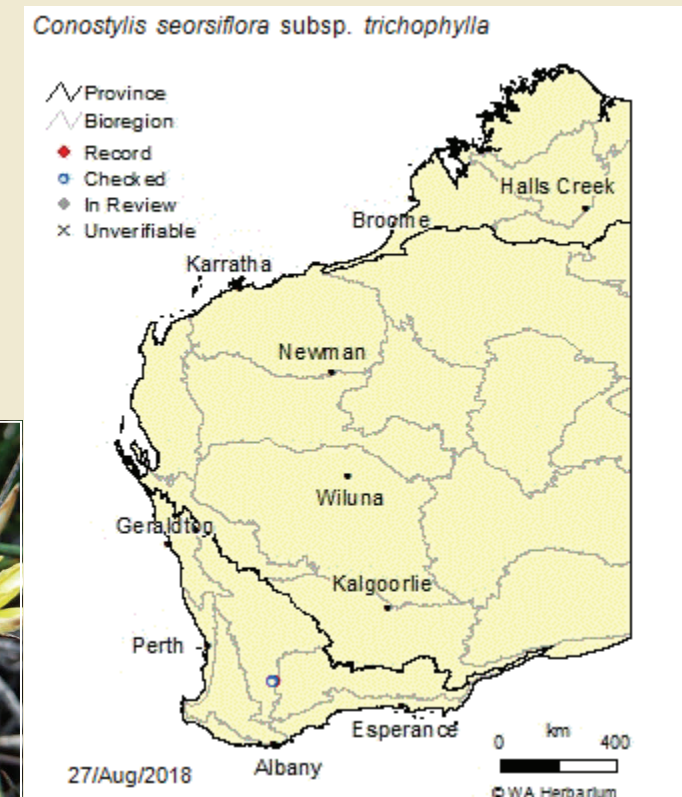 Conostylis seorsiflora subsp. trichophylla
Province
Bioregion
Record
Checked
In Review
Unverifiable
Halls Creek
Broome
Karratha
Newman
Wiluna
Geraldton
Kalgoorlie
Perth
Esperance
0 km 400
Albany
27/Aug/2018
© WA Herbarium